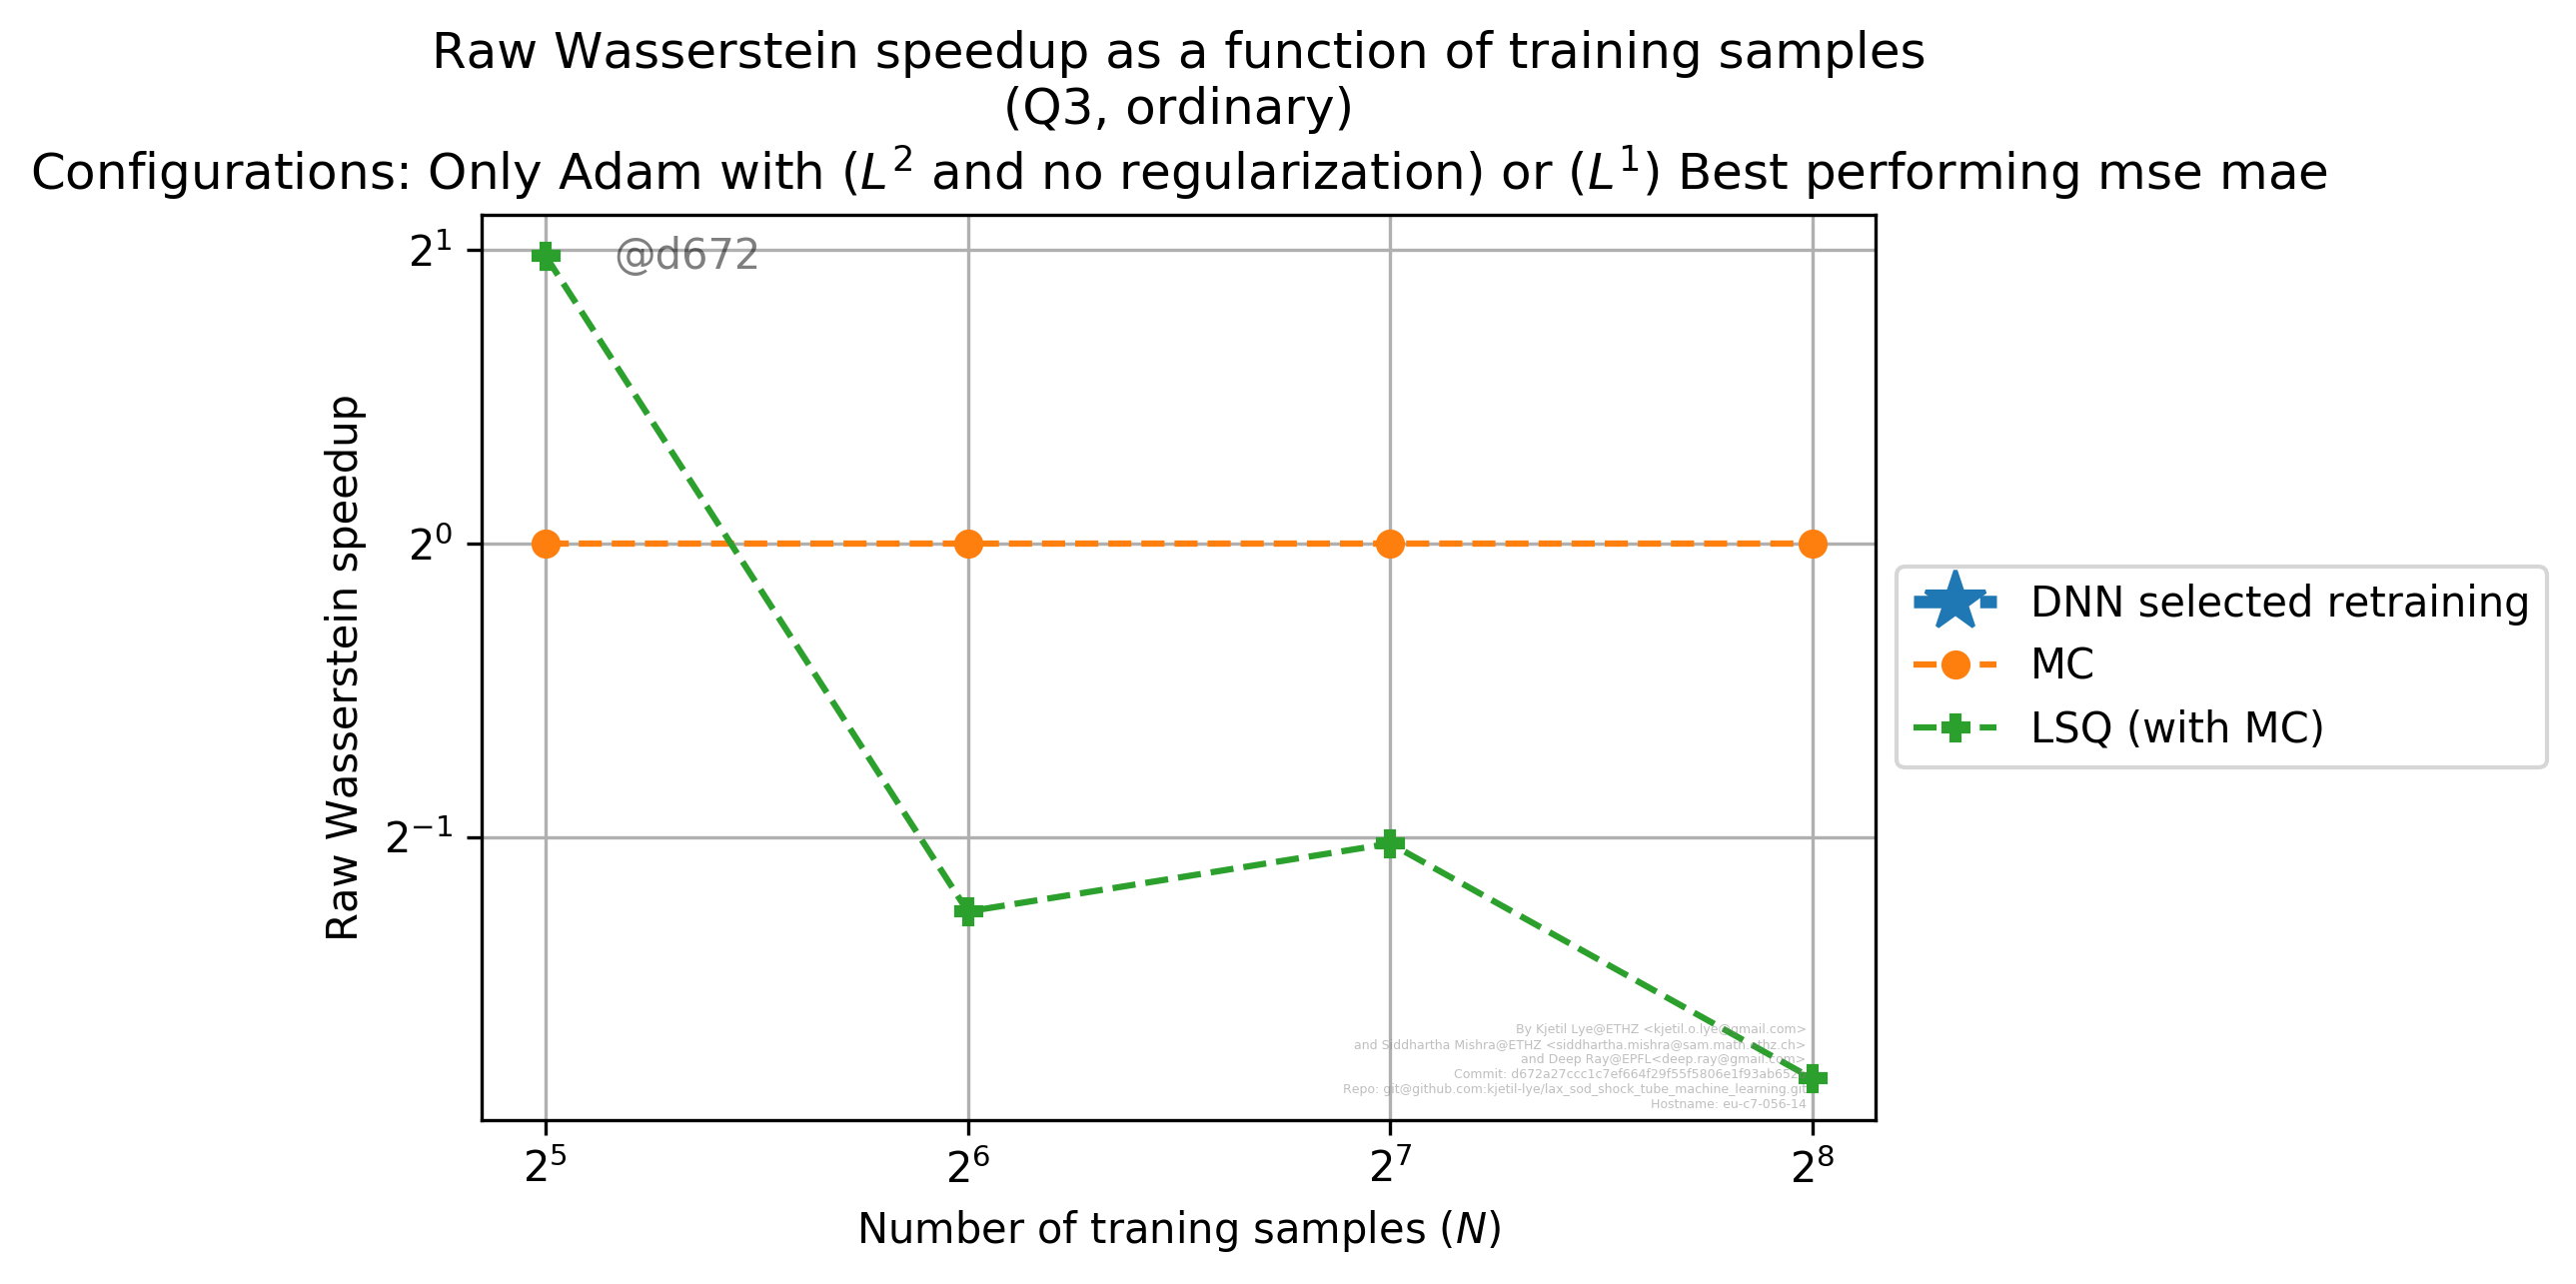 Raw Wasserstein speedup as a function of training samples
(Q3, ordinary)
Configurations: Only Adam with (L² and no regularization) or (L¹) Best performing mse mae
2¹
@d672
2⁰
2⁻¹
Raw Wasserstein speedup
DNN selected retraining
MC
LSQ (with MC)
By Kjetil Lye@ETHZ <kjetil.o.lye@gmail.com>
and Siddhartha Mishra@ETHZ <siddhartha.mishra@sam.math.ethz.ch>
and Deep Ray@EPFL<deep.ray@gmail.com>
Commit:
Repo: git@github.com:kjetil-lye/lax_sod_shock_tube_machine_learning.git
Hostname: eu-c7-056-14
2⁵
2⁶
2⁷
2⁸
Number of traning samples (N)